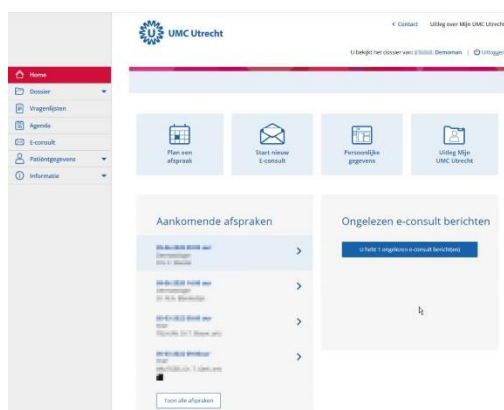 UMC Utrecht
Contact
Uitleg over Mijn UMC Utrecht
U bekijkt het dossier van: Demoman
Uitloggen
Home
Dossier
Vragenlijsten
Agenda
E-consult
Patiëntgegevens
Informatie
Plan een
afspraak
Start nieuw
E-consult
Persoonlijke
gegevens
Uitleg Mijn
UMC Utrecht
Aankomende afspraken
Toon alle afspraken
Ongelezen e-consult berichten
U hebt 1 ongelezen e-consult bericht(en)